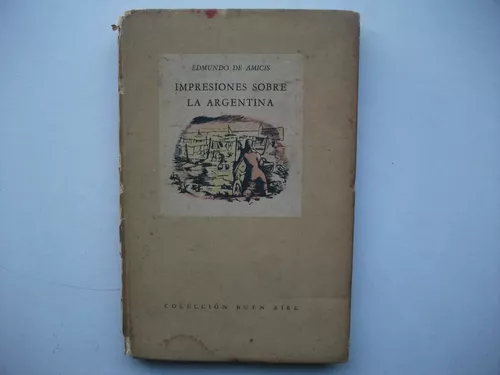 EDMUNDO DE AMICIS
IMPRESIONES SOBRE
LA ARGENTINA
COLECCIÓN BUEN AIRE